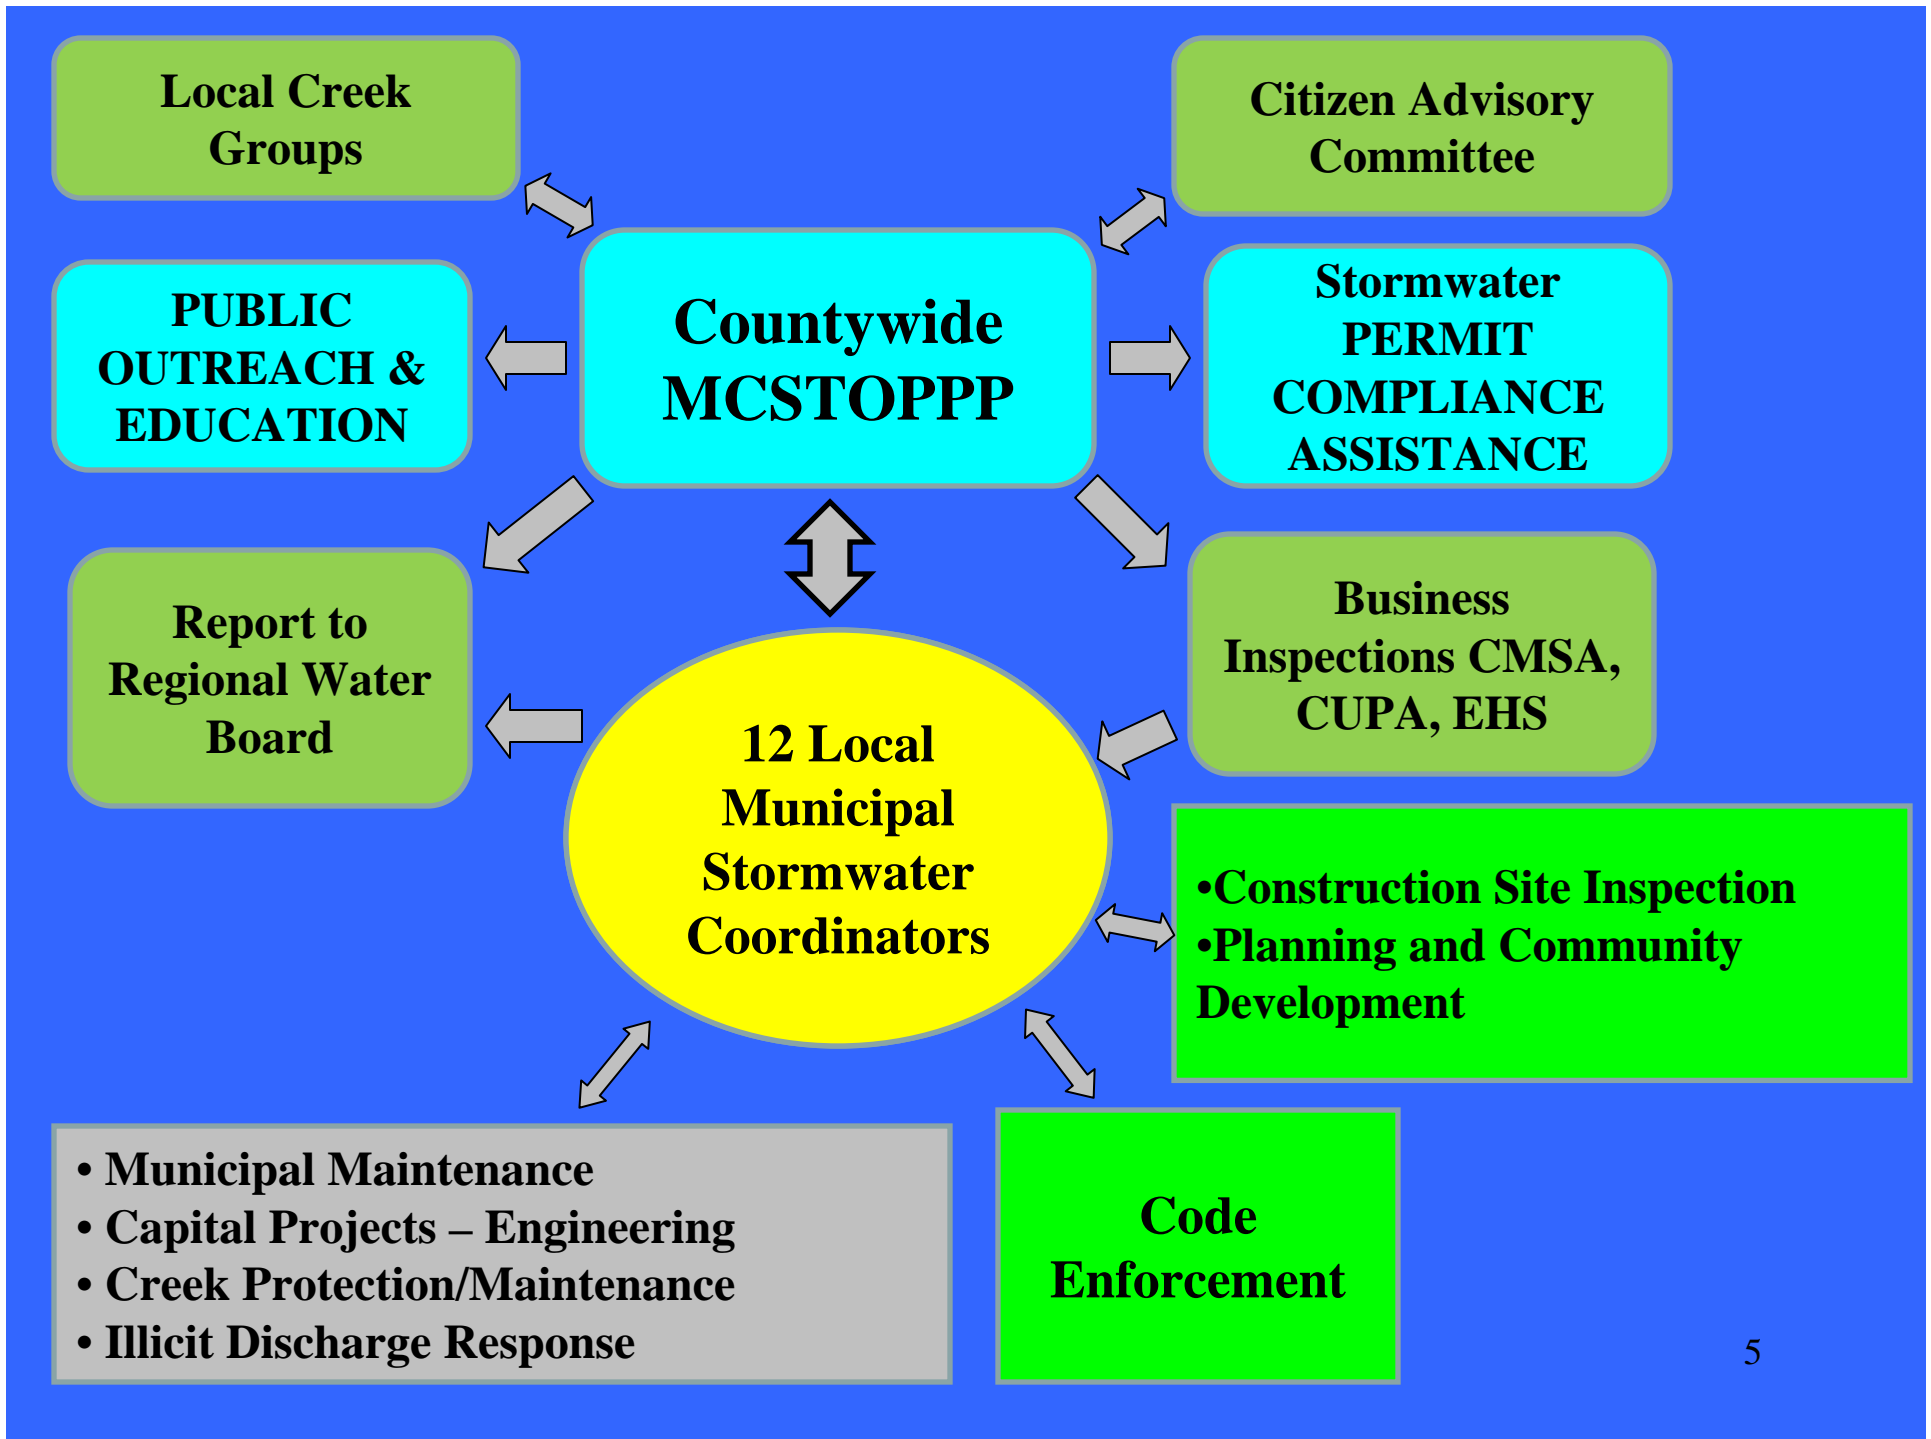 Local Creek
Groups
Citizen Advisory
Committee
PUBLIC
OUTREACH &
EDUCATION
Countywide
MCSTOPPP
Stormwater
PERMIT
COMPLIANCE
ASSISTANCE
Report to
Regional Water
Board
Business
Inspections CMSA,
CUPA, EHS
12 Local
Municipal
Stormwater
Coordinators
•Construction Site Inspection
•Planning and Community
Development
• Municipal Maintenance
• Capital Projects – Engineering
• Creek Protection/Maintenance
• Illicit Discharge Response
Code
Enforcement
5